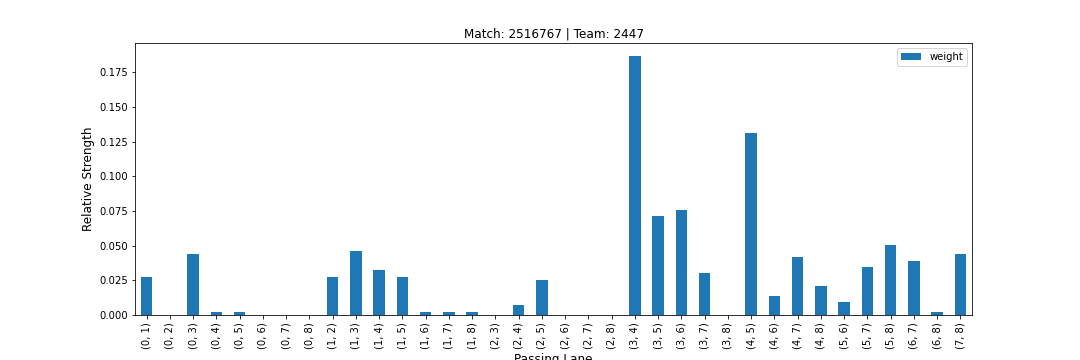 Match: 2516767 | Team: 2447
weight
Relative Strength
0.175
0.150
0.125
0.100
0.075
0.050
0.025
0.000
(0, 1) (0, 2) (0, 3) (0, 4) (0, 5) (0, 6) (0, 7) (0, 8) (1, 2) (1, 3) (1, 4) (1, 5) (1, 6) (1, 7) (1, 8) (2, 3) (2, 4) (2, 5) (2, 6) (2, 7) (2, 8) (3, 4) (3, 5) (3, 6) (3, 7) (3, 8) (4, 5) (4, 6) (4, 7) (4, 8) (5, 6) (5, 7) (5, 8) (6, 7) (6, 8) (7, 8)
Passing Lane